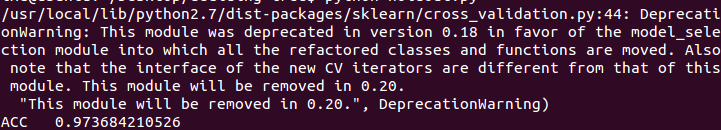 /usr/local/lib/python2.7/dist-packages/sklearn/cross_validation.py:44: Deprecati
onWarning: This module was deprecated in version 0.18 in favor of the model_sele
ction module into which all the refactored classes and functions are moved. Also
 note that the interface of the new CV iterators are different from that of this
 module. This module will be removed in 0.20.
  "This module will be removed in 0.20.", DeprecationWarning)
ACC   0.973684210526